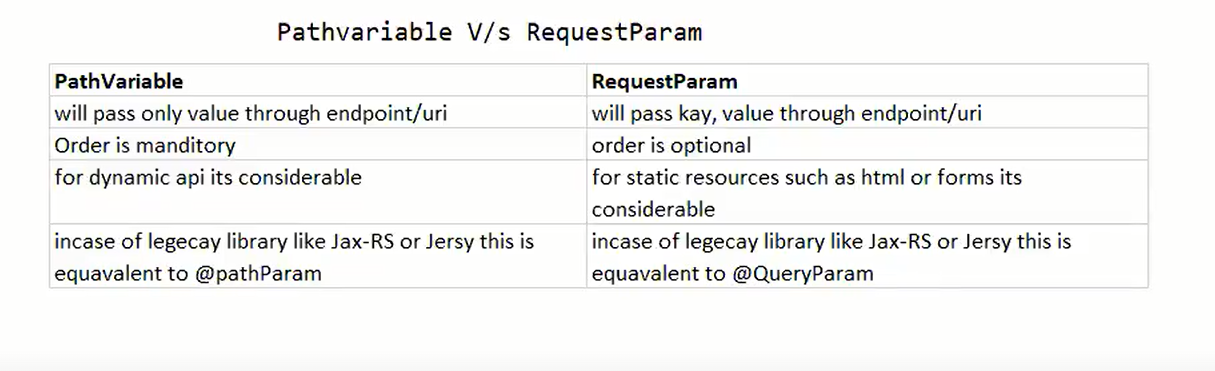 Pathvariable V/s RequestParam
PathVariable
RequestParam
will pass only value through endpoint/uri
will pass kay, value through endpoint/uri
Order is manditory
order is optional
for dynamic api its considerable
for static resources such as html or forms its
considerable
incase of legecay library like Jax-RS or Jersy this is
equavalent to @pathParam
incase of legecay library like Jax-RS or Jersy this is
equavalent to @QueryParam